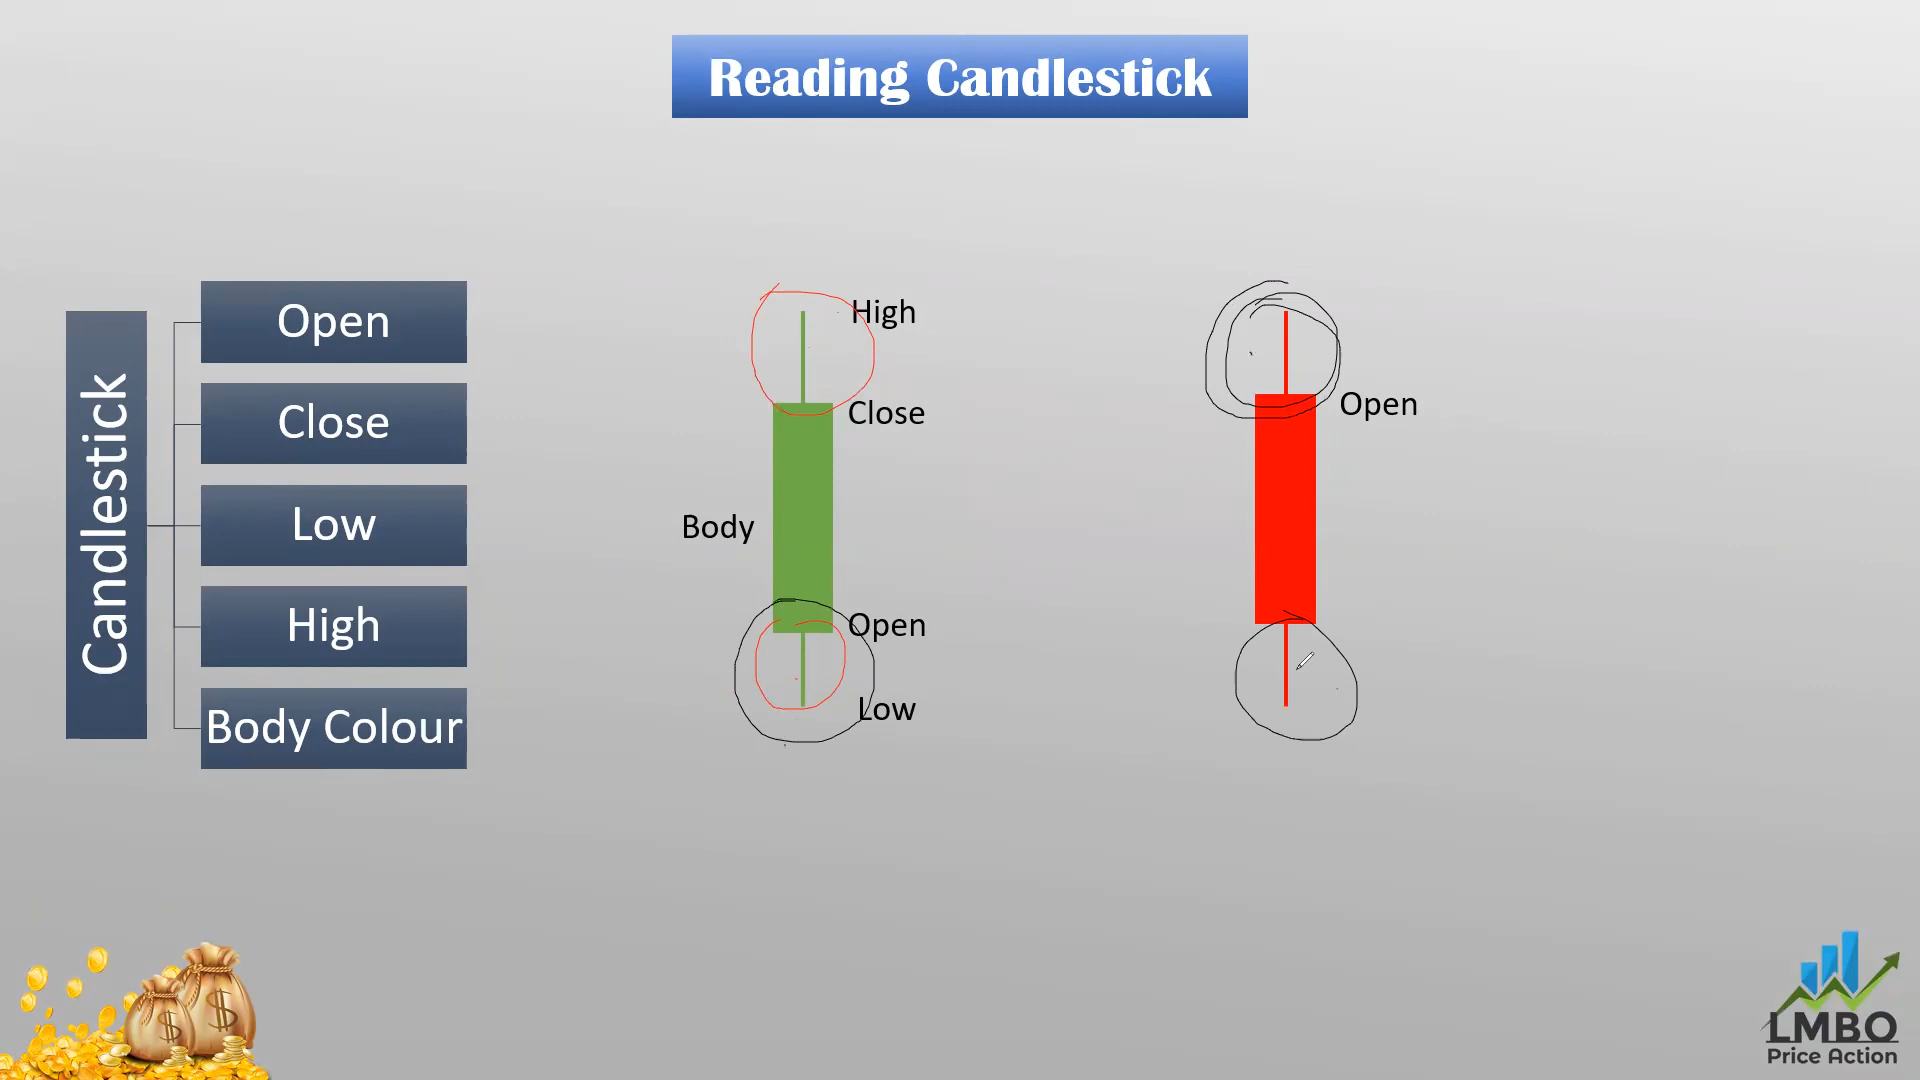 Reading Candlestick
Candlestick
Open
Close
Low
High
Body Colour
High
Close
Body
Open
Low
Open
$
$
LMBO
Price Action